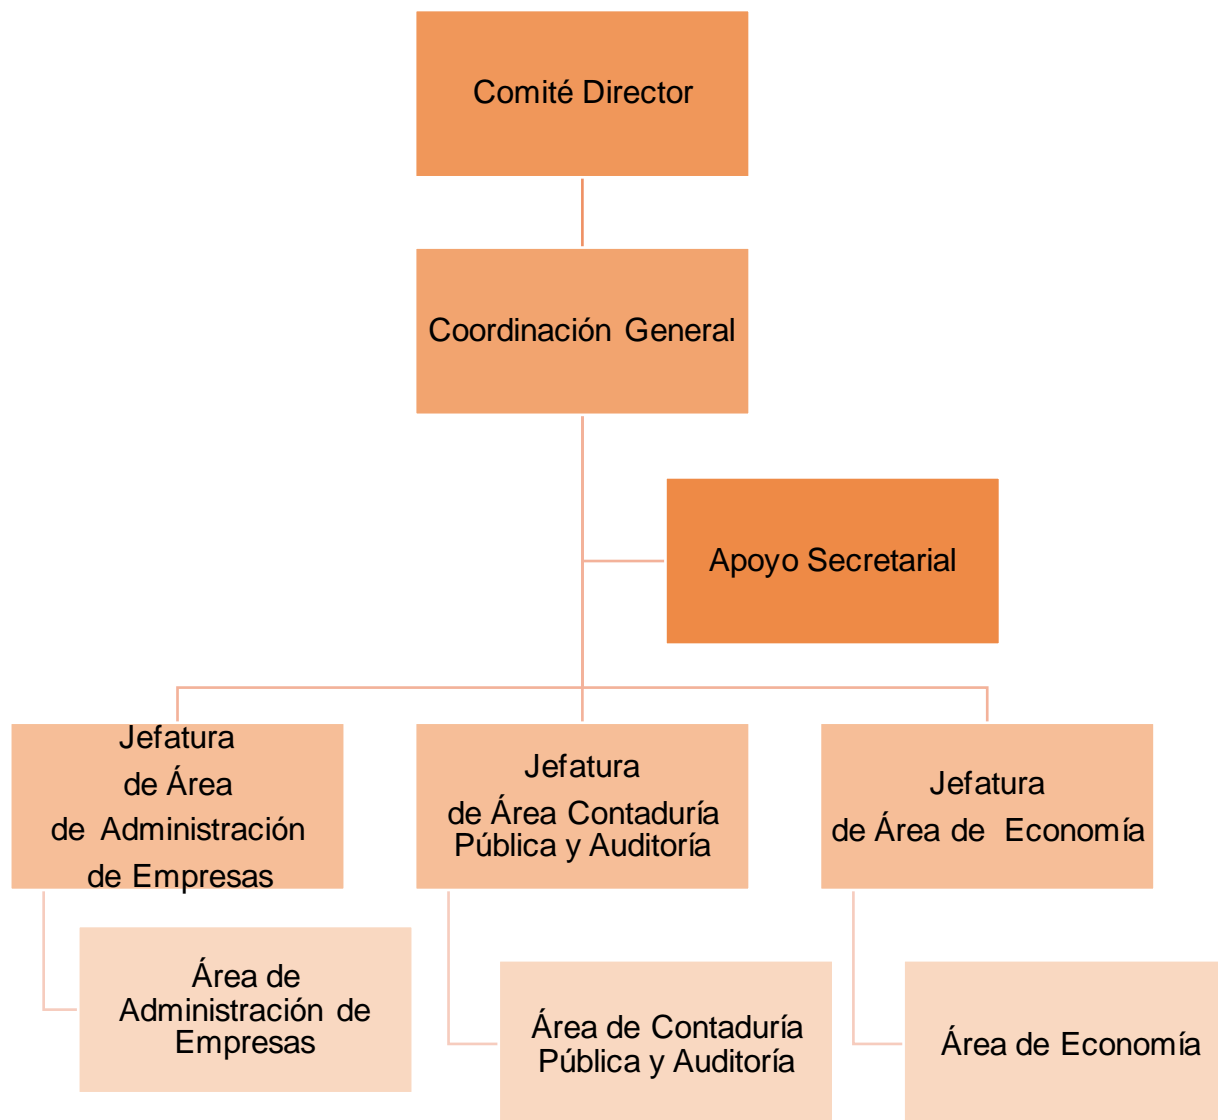 Comité Director
Coordinación General
Apoyo Secretarial
Jefatura
de Área
de Administración
de Empresas
Jefatura
de Área Contaduría
Pública y Auditoría
Jefatura
de Área de Economía
Área de
Administración de
Empresas
Área de Contaduría
Pública y Auditoría
Área de Economía